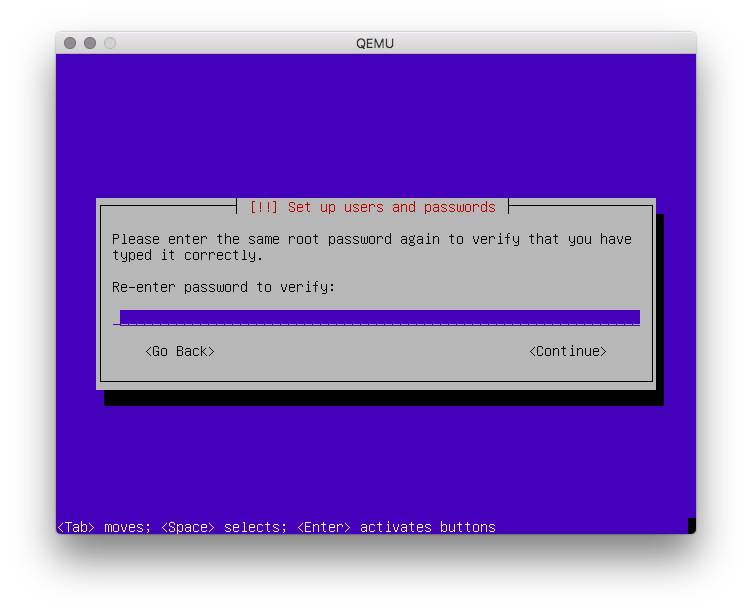 QEMU
[!!] Set up users and passwords
Please enter the same root password again to verify that you have
typed it correctly.
Re-enter password to verify:
<Go Back> <Continue>
<Tab> moves; <Space> selects; <Enter> activates buttons